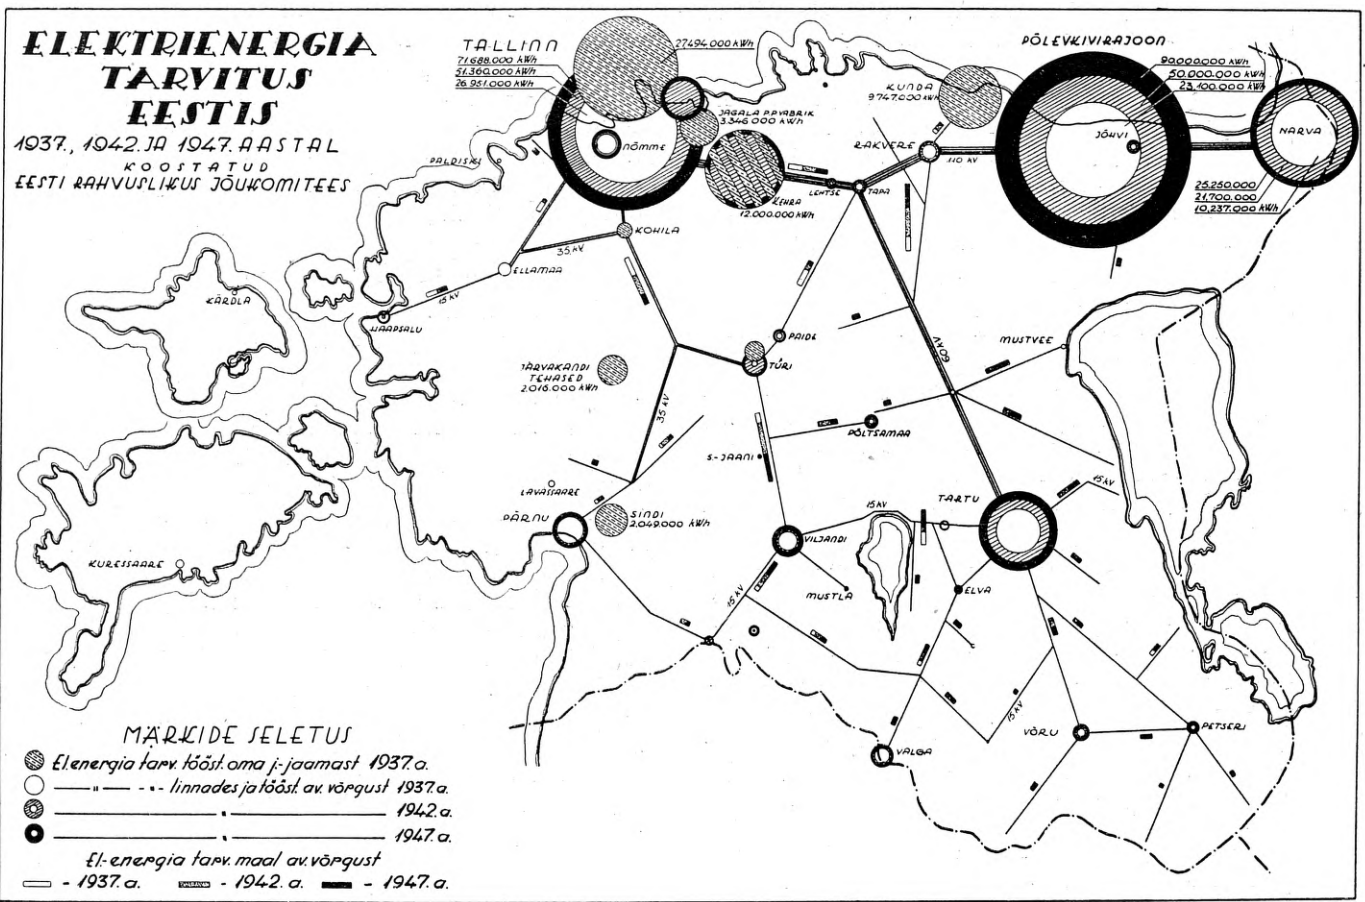 ELEKTRIENERGIA
TARVITUS
EESTIS
1937., 1942. JA 1947. AASTAL
KOOSTATUD
EESTI RAHVUSLIKUS JÕUKOMITEES
TALLINN
71.688.000 kWh
51.360.000 kWh
26.951.000 kWh
27.494.000 kWh
PÕLEVKIVIRAJOON
90.000.000 kWh
50.000.000 kWh
23.100.000 kWh
KUNDA
9747.000 kWh
JÄGALA P.P.VABRIK
3.346.000 kWh
NÕMME
RAKVERE
110 KV
JÕHVI
NARVA
25.250.000
21.700.000
10.237.000 kWh
PALDISKI
KEHRA
12.000.000 kWh
LEHTSE
TAPA
KOHILA
35 KV
ELLAMAA
15 KV
HAAPSALU
KÄRDLA
PAIDE
TÜRI
60 KV
MUSTVEE
JÄRVAKANDI
TEHASED
2.016.000 kWh
35 KV
PÕLTSAMAA
S.-JAANI
LAVASSAARE
PÄRNU
SINDI
2.049.000 kWh
VILJANDI
15 KV
TARTU
15 KV
KURESSAARE
MUSTLA
ELVA
15 KV
15 KV
VALGA
VÕRU
PETSERI
MÄRKIDE SELETUS
El.energia tarv. tööst. oma j.-jaamast 1937. a.
— " — - " - linnades ja tööst. av. võrgust 1937. a.
— " — 1942. a.
— " — 1947. a.
El.-energia tarv. maal av. võrgust
- 1937. a. - 1942. a. - 1947. a.